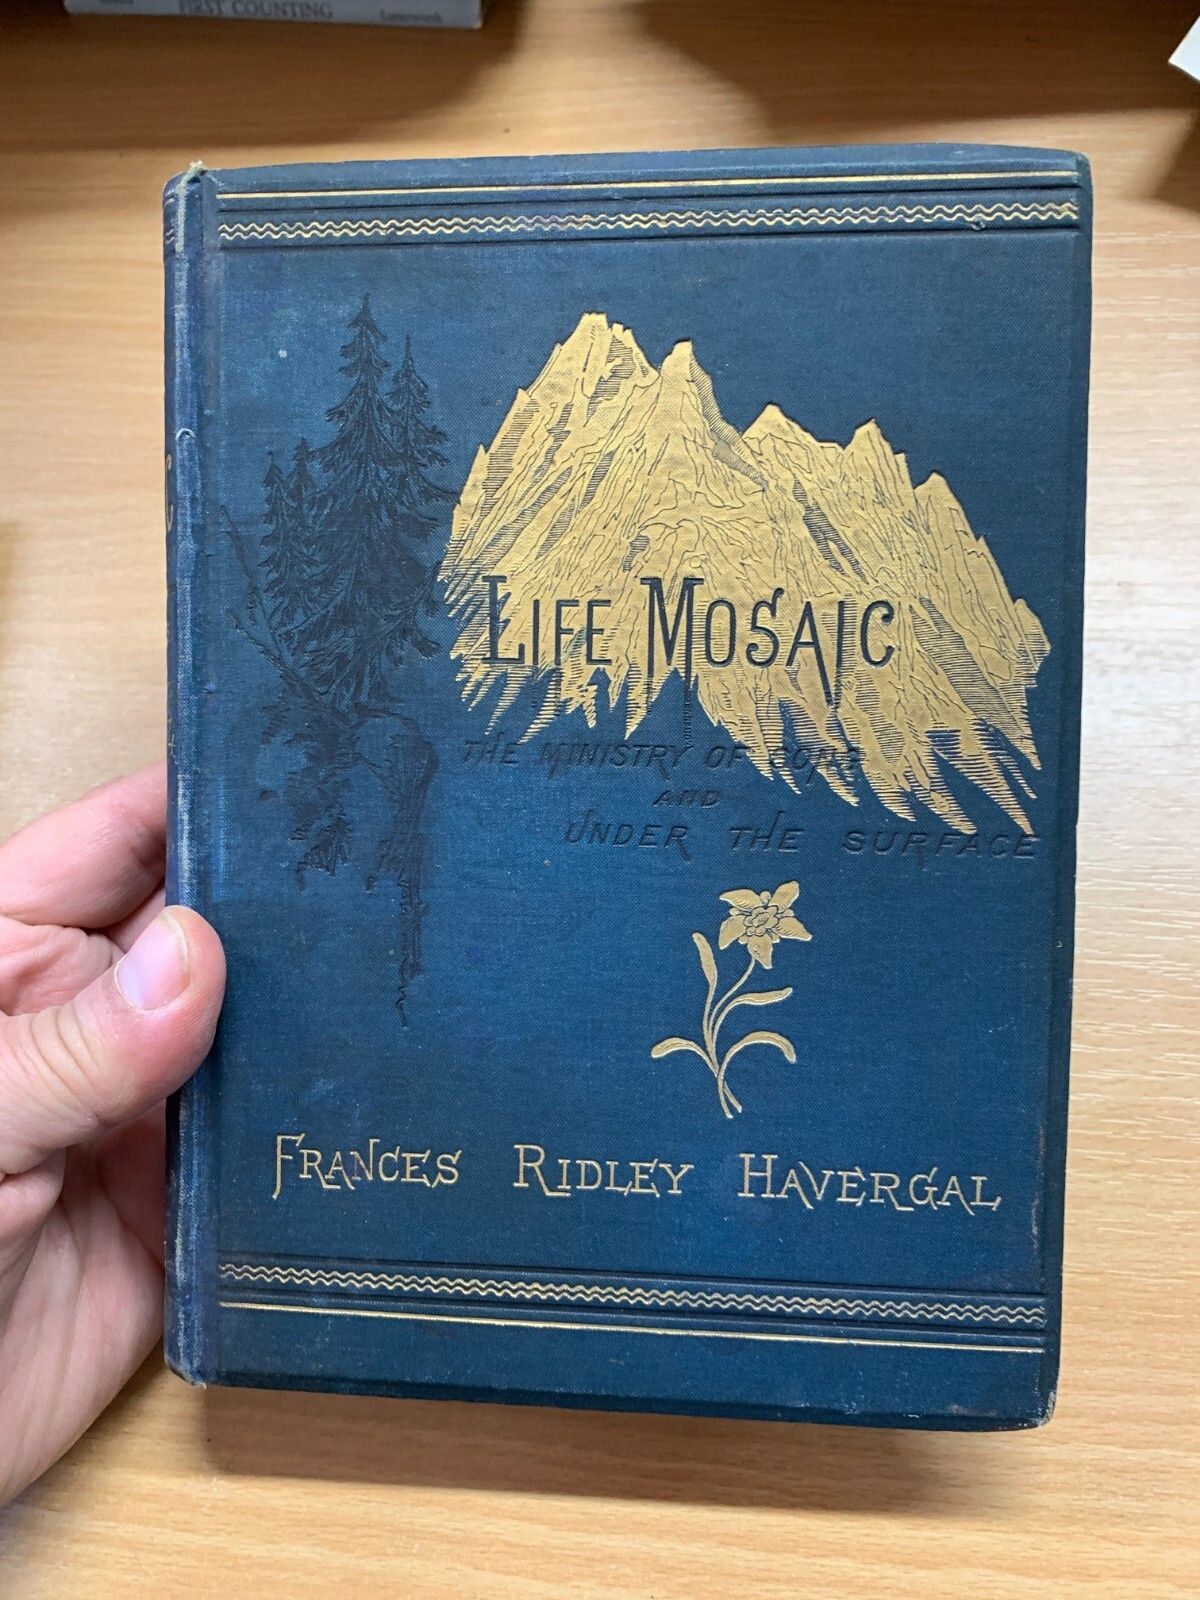 FIRST COUNTING
LIFE MOSAIC
THE MINISTRY OF SONG
AND
UNDER THE SURFACE
FRANCES RIDLEY HAVERGAL